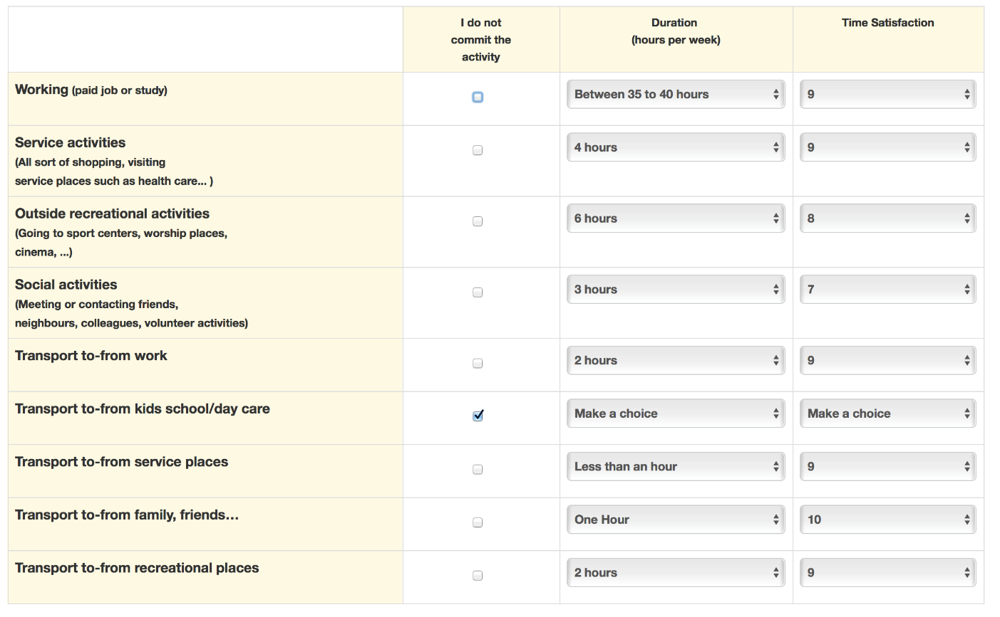 I do not
commit the
activity
Duration
(hours per week)
Time Satisfaction
Working (paid job or study)
Between 35 to 40 hours
9
Service activities
(All sort of shopping, visiting
service places such as health care... )
4 hours
9
Outside recreational activities
(Going to sport centers, worship places,
cinema, ...)
6 hours
8
Social activities
(Meeting or contacting friends,
neighbours, colleagues, volunteer activities)
3 hours
7
Transport to-from work
2 hours
9
Transport to-from kids school/day care
Make a choice
Make a choice
Transport to-from service places
Less than an hour
9
Transport to-from family, friends...
One Hour
10
Transport to-from recreational places
2 hours
9